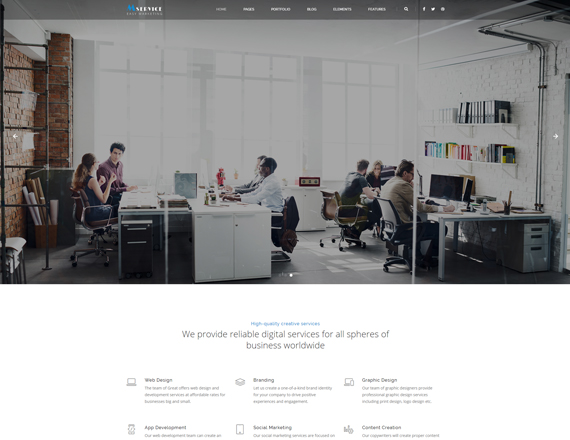 SERVICE
HOME PAGES PORTFOLIO BLOG ELEMENTS FEATURES
High-quality creative services
We provide reliable digital services for all spheres of
business worldwide
Web Design
The team of Great offers web design and
development services at affordable rates for
businesses big and small.
Branding
Let us create a one-of-a-kind brand identity
for your company to drive positive
experiences and engagement.
Graphic Design
Our team of graphic designers provide
professional graphic design services
including print design, logo design etc.
App Development
Our web development team can create an
Social Marketing
Our social marketing services are focused on
Content Creation
Our copywriters will create proper content